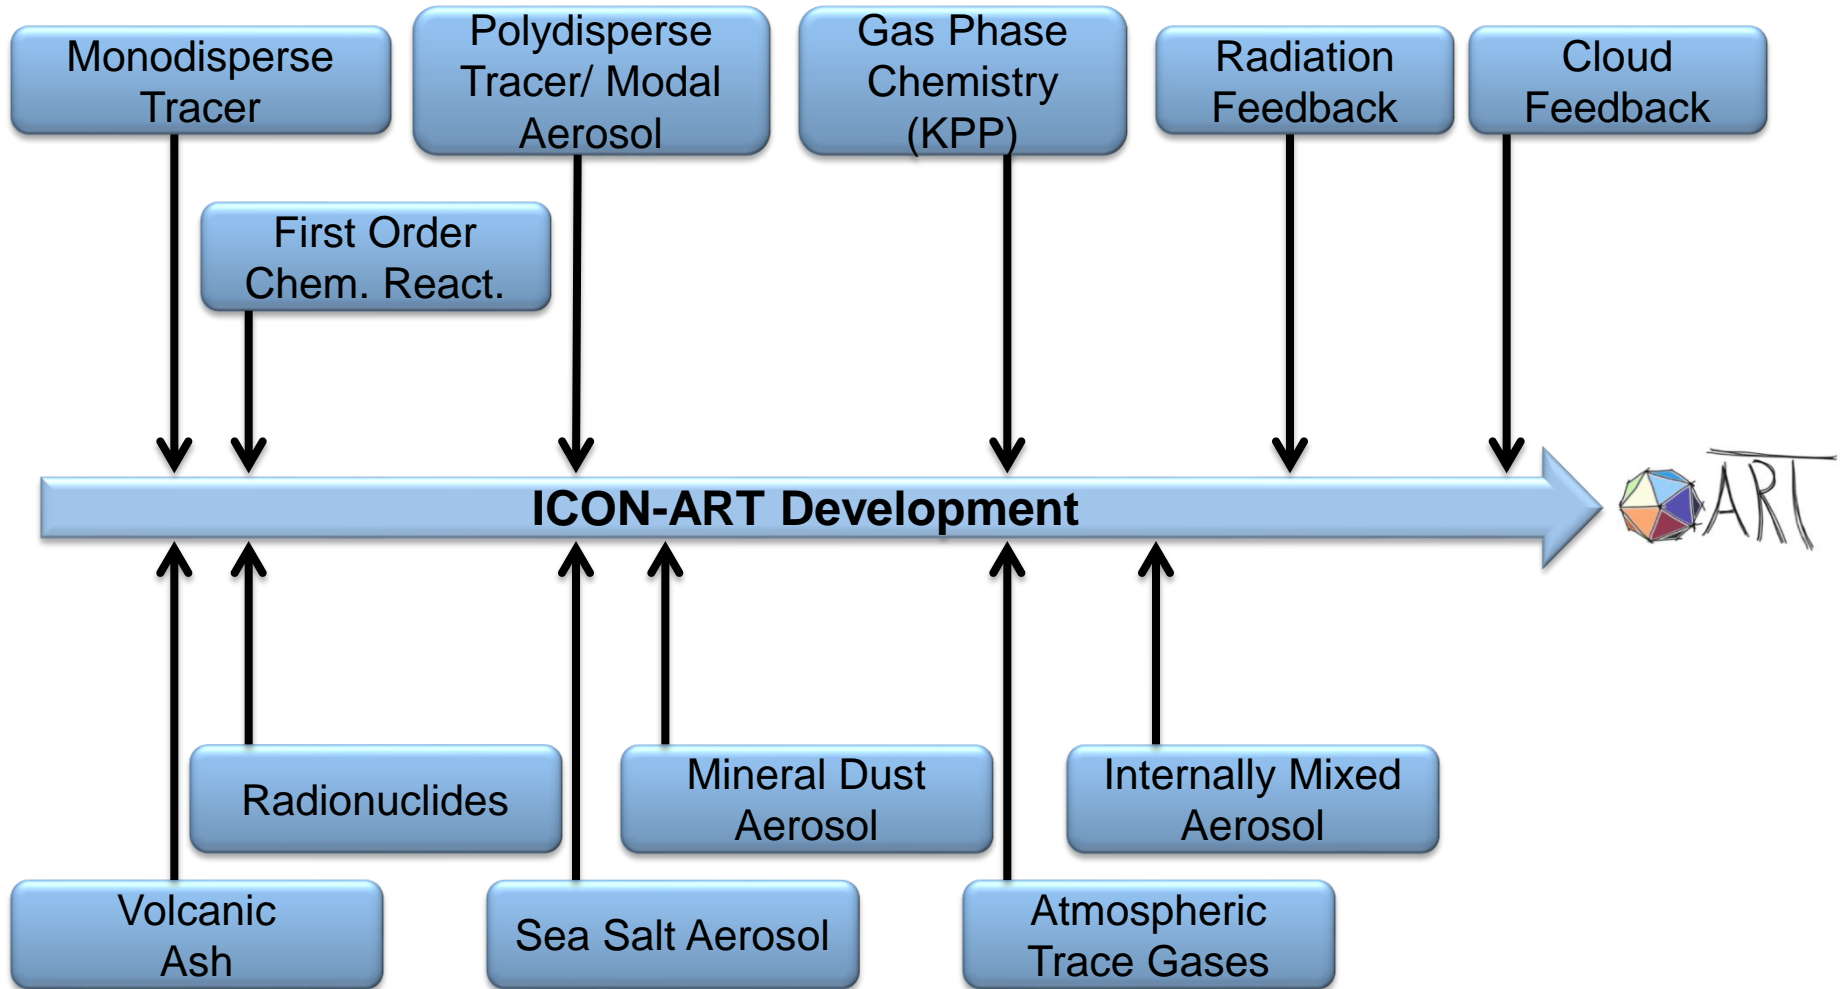 Monodisperse
Tracer
Polydisperse
Tracer/ Modal
Aerosol
Gas Phase
Chemistry
(KPP)
Radiation
Feedback
Cloud
Feedback
First Order
Chem. React.
ICON-ART Development
ART
Radionuclides
Mineral Dust
Aerosol
Internally Mixed
Aerosol
Volcanic
Ash
Sea Salt Aerosol
Atmospheric
Trace Gases